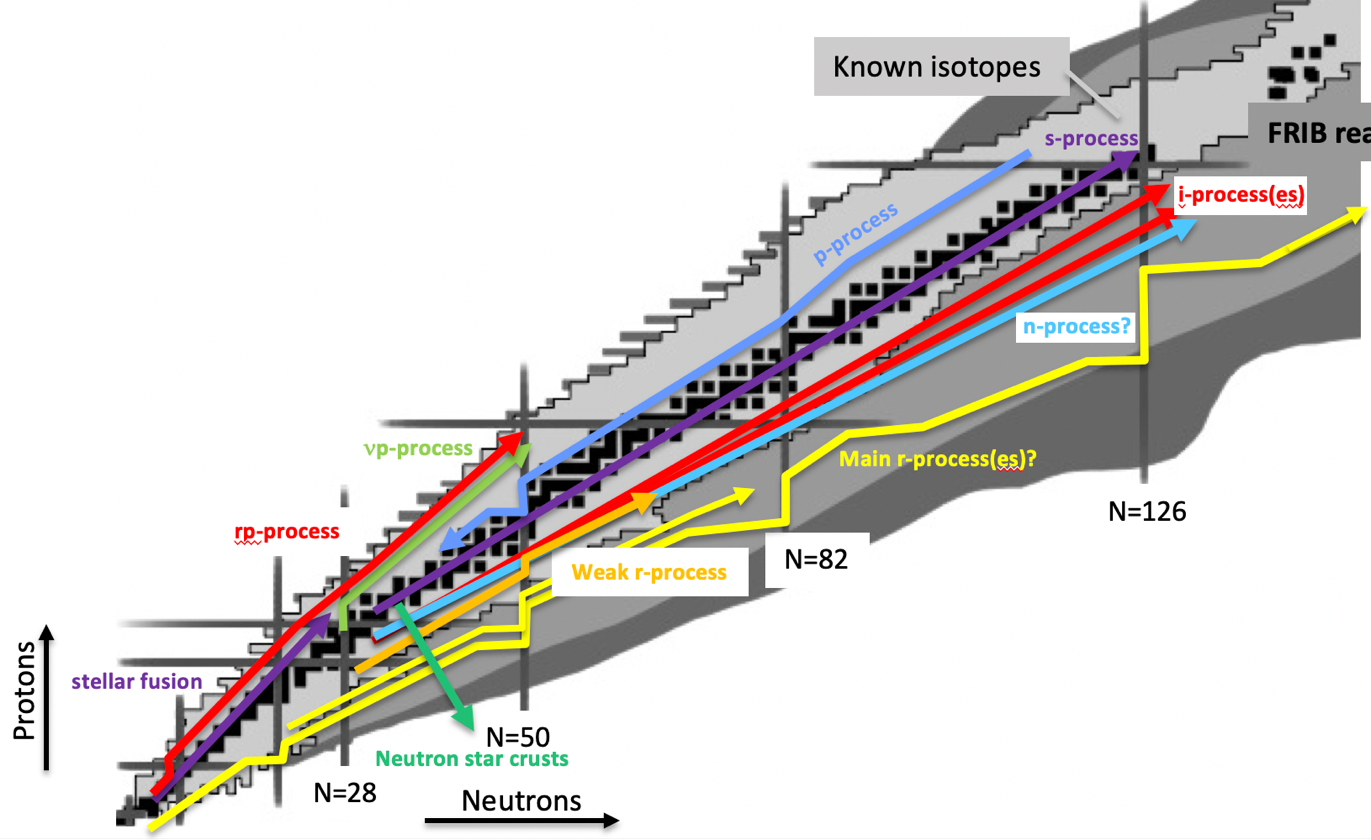 Known isotopes
FRIB rea
s-process
i-process(es)
p-process
n-process?
νp-process
Main r-process(es)?
N=126
rp-process
N=82
Weak r-process
stellar fusion
Protons
N=50
Neutron star crusts
N=28
Neutrons